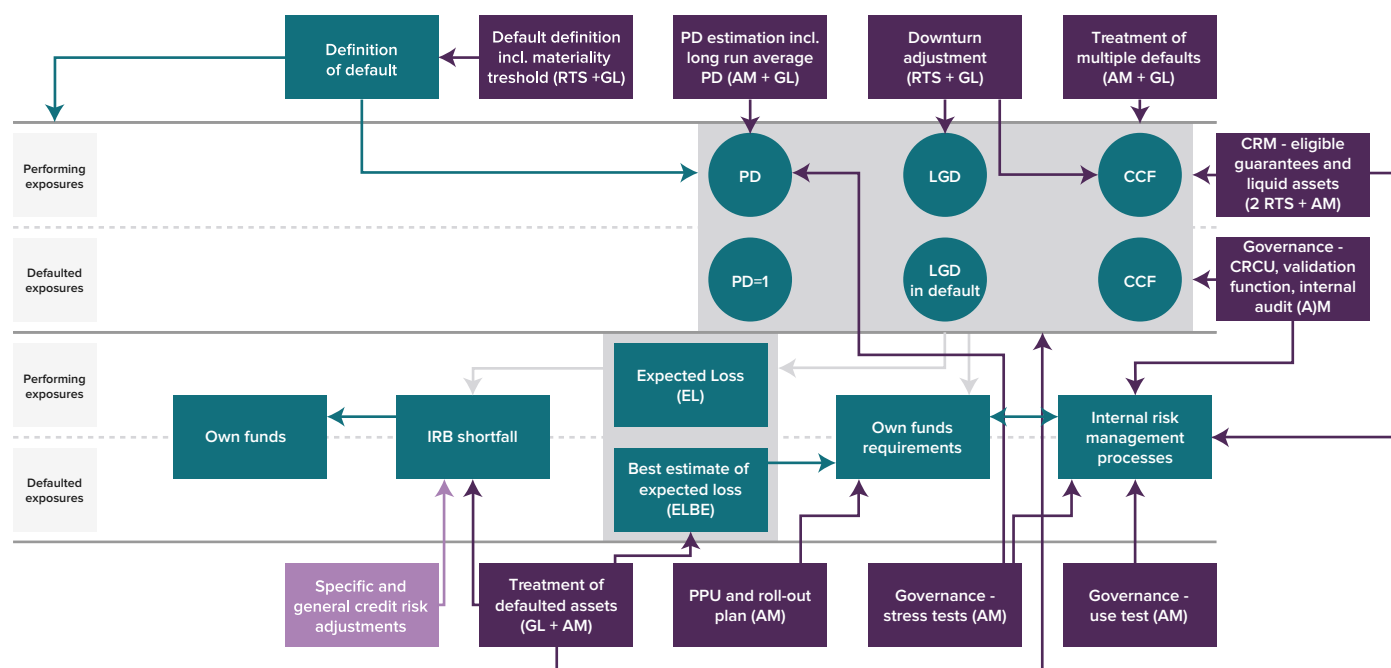 Definition
of default
Default definition
incl. materiality
treshold (RTS +GL)
PD estimation incl.
long run average
PD (AM + GL)
Downturn
adjustment
(RTS + GL)
Treatment of
multiple defaults
(AM + GL)
Performing
exposures
PD
LGD
CCF
CRM - eligible
guarantees and
liquid assets
(2 RTS + AM)
Defaulted
exposures
PD=1
LGD
in default
CCF
Governance -
CRCU, validation
function, internal
audit (A)M
Performing
exposures
Expected Loss
(EL)
Own funds
IRB shortfall
Own funds
requirements
Internal risk
management
processes
Defaulted
exposures
Best estimate of
expected loss
(ELBE)
Specific and
general credit risk
adjustments
Treatment of
defaulted assets
(GL + AM)
PPU and roll-out
plan (AM)
Governance -
stress tests (AM)
Governance -
use test (AM)